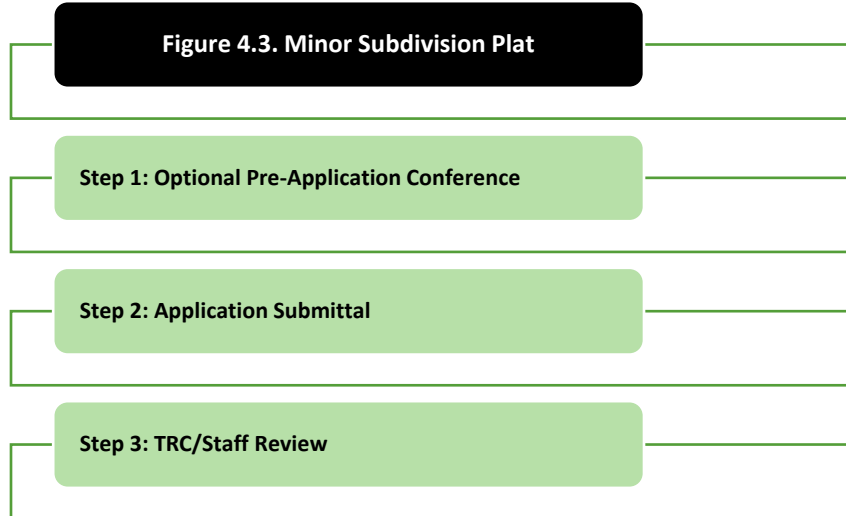 Figure 4.3. Minor Subdivision Plat
Step 1: Optional Pre-Application Conference
Step 2: Application Submittal
Step 3: TRC/Staff Review